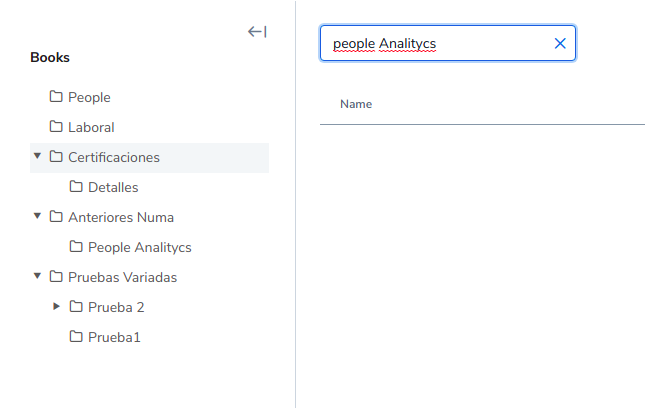 Books
People
Laboral
Certificaciones
Detalles
Anteriores Numa
People Analitycs
Pruebas Variadas
Prueba 2
Prueba1
people Analitycs
Name